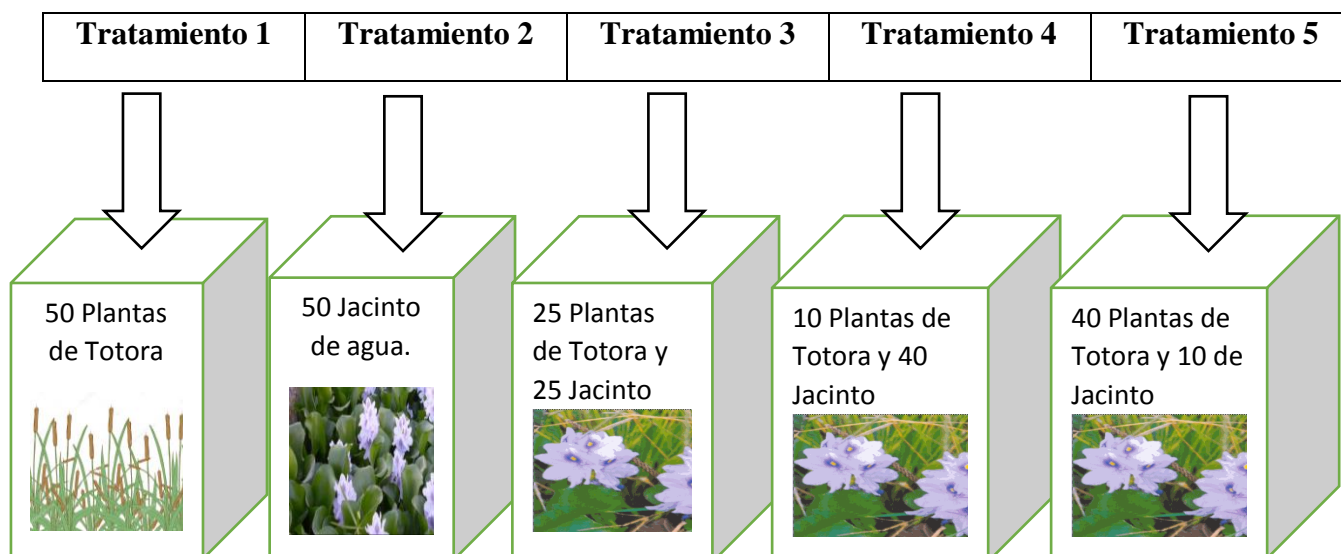 Tratamiento 1
Tratamiento 2
Tratamiento 3
Tratamiento 4
Tratamiento 5
50 Plantas
de Totora
50 Jacinto
de agua.
25 Plantas
de Totora y
25 Jacinto
10 Plantas de
Totora y 40
Jacinto
40 Plantas de
Totora y 10 de
Jacinto